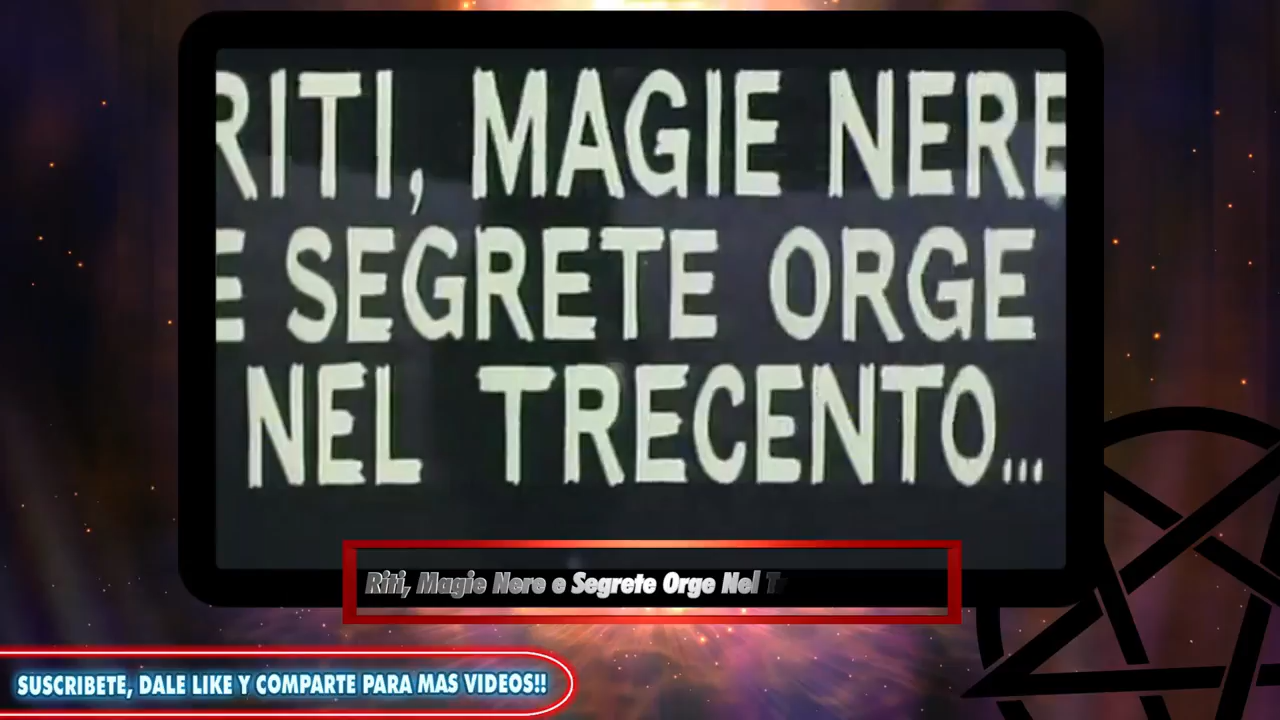 RITI, MAGIE NERE
E SEGRETE ORGE
NEL TRECENTO...
Riti, Magie Nere e Segrete Orge Nel
SUSCRIBETE, DALE LIKE Y COMPARTE PARA MAS VIDEOS!!